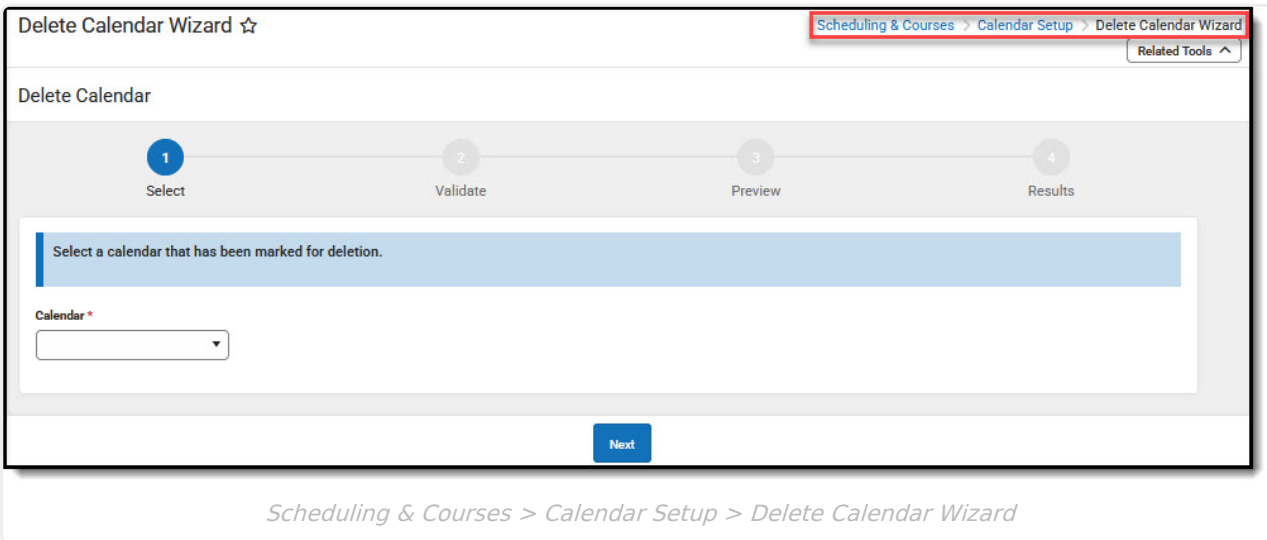 Delete Calendar Wizard ☆
Scheduling & Courses > Calendar Setup > Delete Calendar Wizard
Related Tools
Delete Calendar
1 2 3 4
Select Validate Preview Results
Select a calendar that has been marked for deletion.
Calendar *
Next
Scheduling & Courses > Calendar Setup > Delete Calendar Wizard